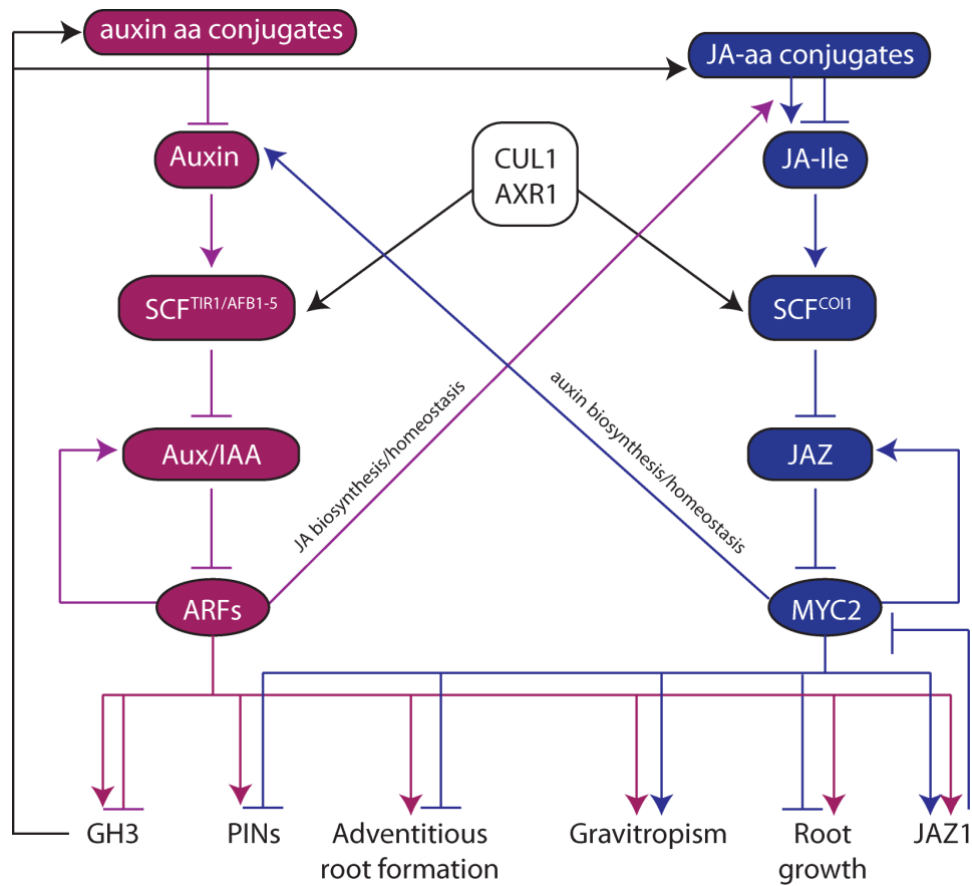 auxin aa conjugates
JA-aa conjugates
Auxin
CUL1
AXR1
JA-Ile
SCFTIR1/AFB1-5
SCFCOI1
JA biosynthesis/homeostasis
auxin biosynthesis/homeostasis
Aux/IAA
JAZ
ARFs
MYC2
GH3
PINs
Adventitious
root formation
Gravitropism
Root
growth
JAZ1